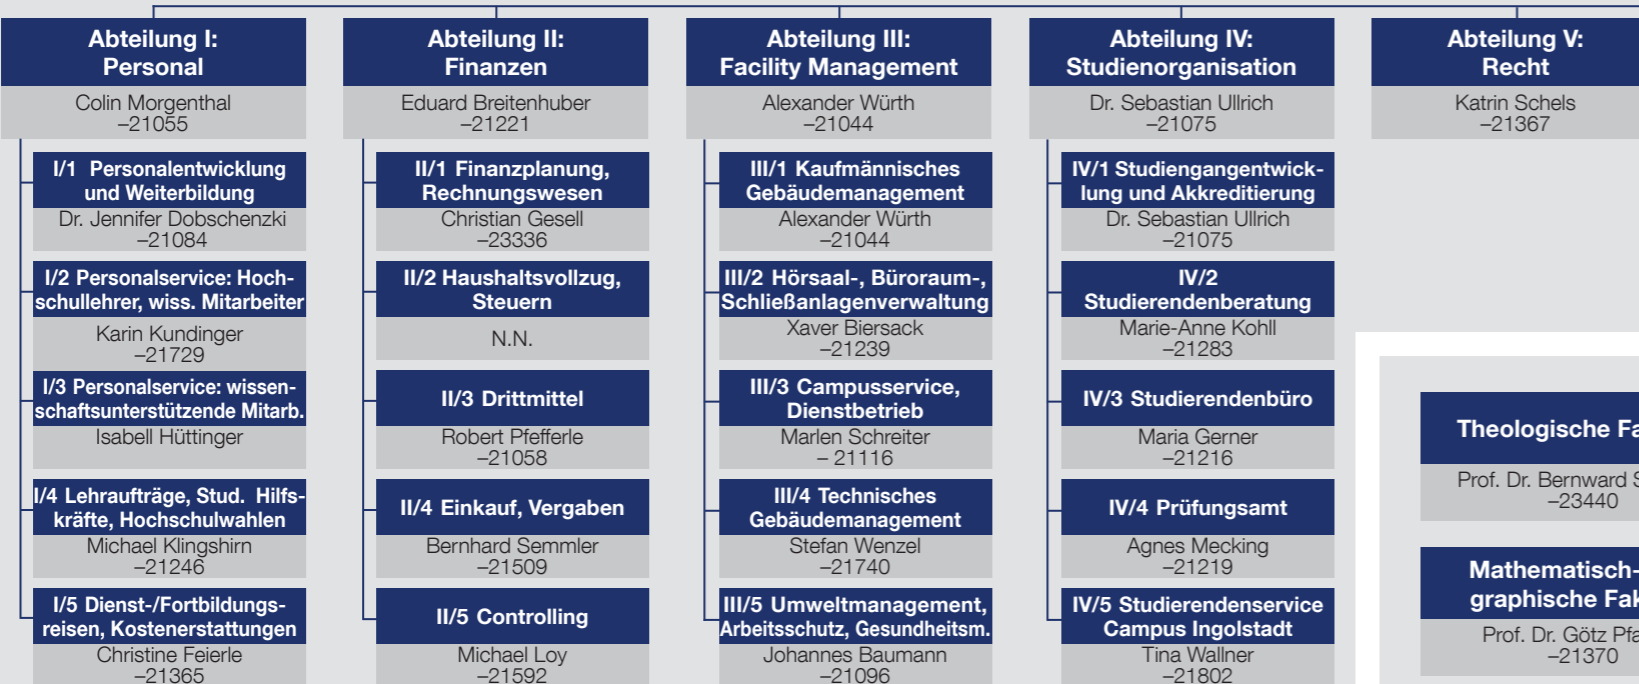 Abteilung I:
Personal
Colin Morgenthal
–21055
I/1 Personalentwicklung
und Weiterbildung
Dr. Jennifer Dobschenzki
–21084
I/2 Personalservice: Hoch-
schullehrer, wiss. Mitarbeiter
Karin Kundinger
–21729
I/3 Personalservice: wissen-
schaftsunterstützende Mitarb.
Isabell Hüttinger
I/4 Lehraufträge, Stud. Hilfs-
kräfte, Hochschulwahlen
Michael Klingshirn
–21246
I/5 Dienst-/Fortbildungs-
reisen, Kostenerstattungen
Christine Feierle
–21365
Abteilung II:
Finanzen
Eduard Breitenhuber
–21221
II/1 Finanzplanung,
Rechnungswesen
Christian Gesell
–23336
II/2 Haushaltsvollzug,
Steuern
N.N.
II/3 Drittmittel
Robert Pfefferle
–21058
II/4 Einkauf, Vergaben
Bernhard Semmler
–21509
II/5 Controlling
Michael Loy
–21592
Abteilung III:
Facility Management
Alexander Würth
–21044
III/1 Kaufmännisches
Gebäudemanagement
Alexander Würth
–21044
III/2 Hörsaal-, Büroraum-,
Schließanlagenverwaltung
Xaver Biersack
–21239
III/3 Campusservice,
Dienstbetrieb
Marlen Schreiter
– 21116
III/4 Technisches
Gebäudemanagement
Stefan Wenzel
–21740
III/5 Umweltmanagement,
Arbeitsschutz, Gesundheitsm.
Johannes Baumann
–21096
Abteilung IV:
Studienorganisation
Dr. Sebastian Ullrich
–21075
IV/1 Studiengangentwick-
lung und Akkreditierung
Dr. Sebastian Ullrich
–21075
IV/2
Studierendenberatung
Marie-Anne Kohll
–21283
IV/3 Studierendenbüro
Maria Gerner
–21216
IV/4 Prüfungsamt
Agnes Mecking
–21219
IV/5 Studierendenservice
Campus Ingolstadt
Tina Wallner
–21802
Abteilung V:
Recht
Katrin Schels
–21367
Theologische
Prof. Dr. Bernward
–23440
Mathematisch-
graphische
Prof. Dr. Götz
–21370